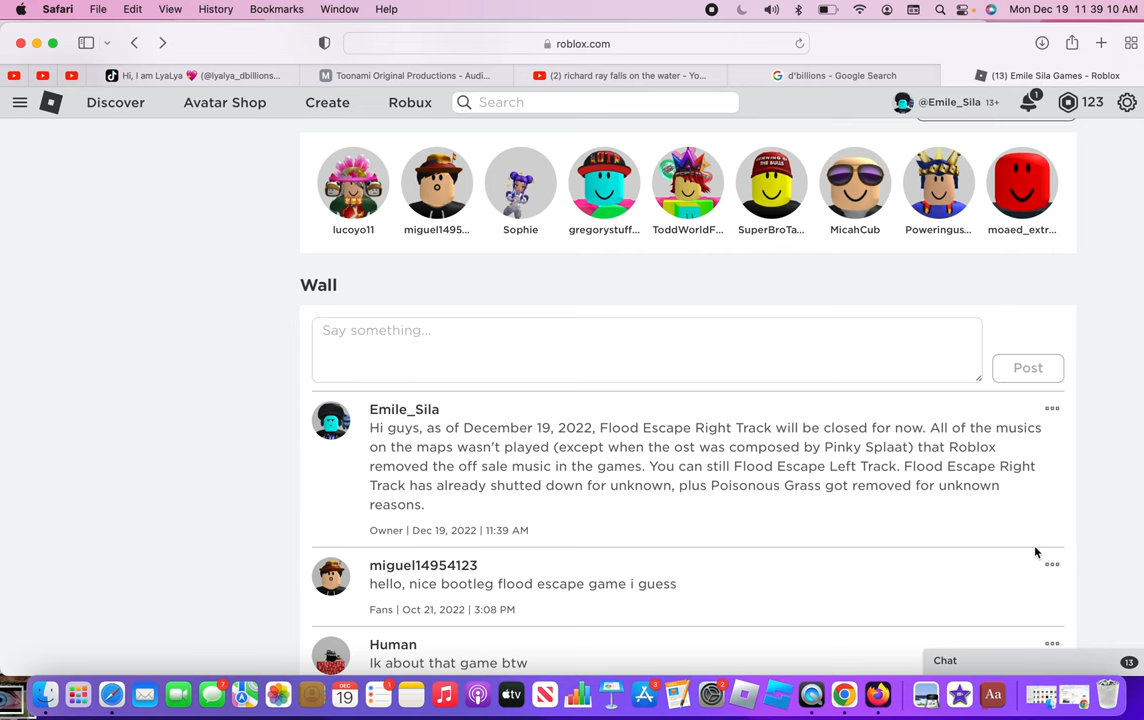 Safari File Edit View History Bookmarks Window Help Mon Dec 19 11 39 10 AM
roblox.com
Hi, I am LyaLya 💖 (@lyalya_dbillions... Toonami Original Productions - Audi... (2) richard ray falls on the water - Yo... d'billions - Google Search (13) Emile Sila Games - Roblox
Discover Avatar Shop Create Robux Search @Emile_Sila 13+ 1 123
lucoyo11 miguel1495... Sophie gregorystuff... ToddWorldF... SuperBroTa... MicahCub Poweringus... moaed_extr...
Wall
Say something...
Post
Emile_Sila
Hi guys, as of December 19, 2022, Flood Escape Right Track will be closed for now. All of the musics
on the maps wasn't played (except when the ost was composed by Pinky Splaat) that Roblox
removed the off sale music in the games. You can still Flood Escape Left Track. Flood Escape Right
Track has already shutted down for unknown, plus Poisonous Grass got removed for unknown
reasons.
Owner | Dec 19, 2022 | 11:39 AM
miguel14954123
hello, nice bootleg flood escape game i guess
Fans | Oct 21, 2022 | 3:08 PM
Human
Ik about that game btw
Chat 13
7 DEC 19 1 tv 3 2 Aa